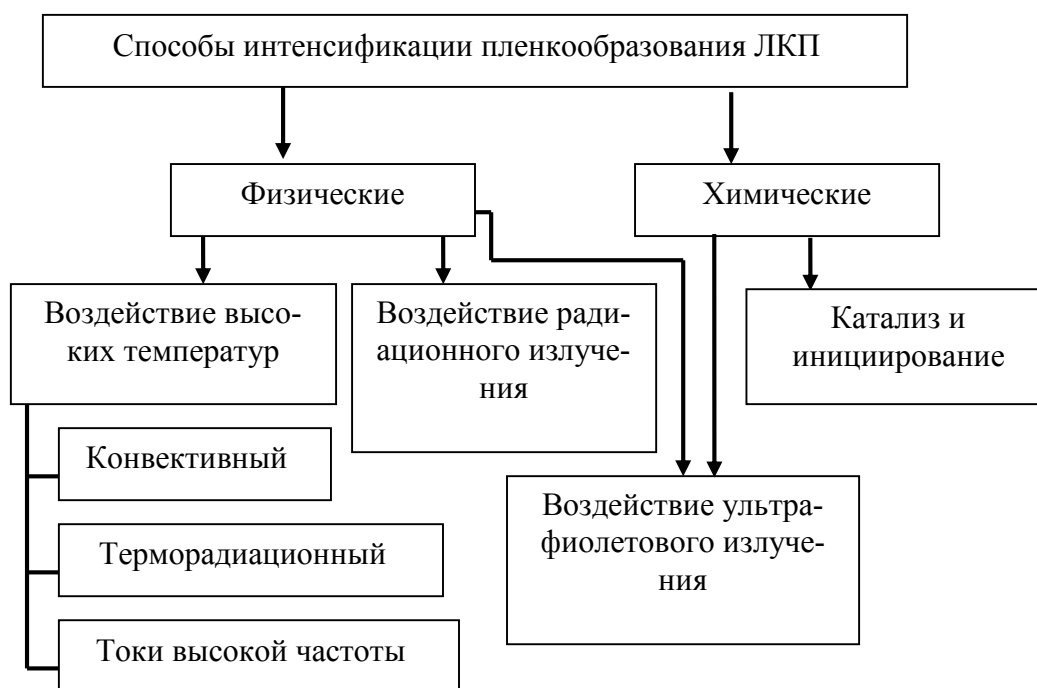 Способы интенсификации пленкообразования ЛКП
Физические
Химические
Воздействие высо-
ких температур
Воздействие ради-
ационного излуче-
ния
Катализ и
инициирование
Конвективный
Терморадиационный
Токи высокой частоты
Воздействие ультра-
фиолетового излуче-
ния